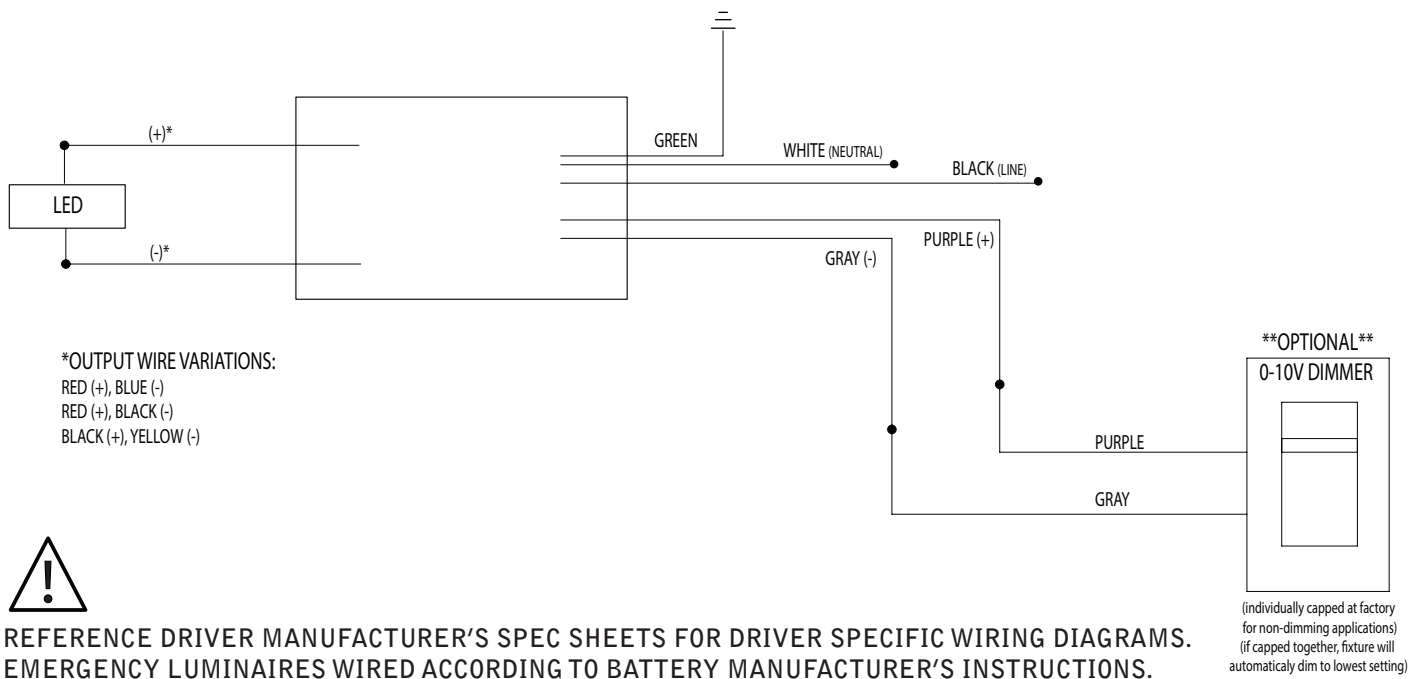 (+)*
GREEN
WHITE (NEUTRAL)
BLACK (LINE)
LED
(-)*
PURPLE (+)
GRAY (-)
*OUTPUT WIRE VARIATIONS:
RED (+), BLUE (-)
RED (+), BLACK (-)
BLACK (+), YELLOW (-)
**OPTIONAL**
0-10V DIMMER
PURPLE
GRAY
(individually capped at factory
for non-dimming applications)
(if capped together, fixture will
automaticaly dim to lowest setting)
!
REFERENCE DRIVER MANUFACTURER'S SPEC SHEETS FOR DRIVER SPECIFIC WIRING DIAGRAMS.
EMERGENCY LUMINAIRES WIRED ACCORDING TO BATTERY MANUFACTURER'S INSTRUCTIONS.